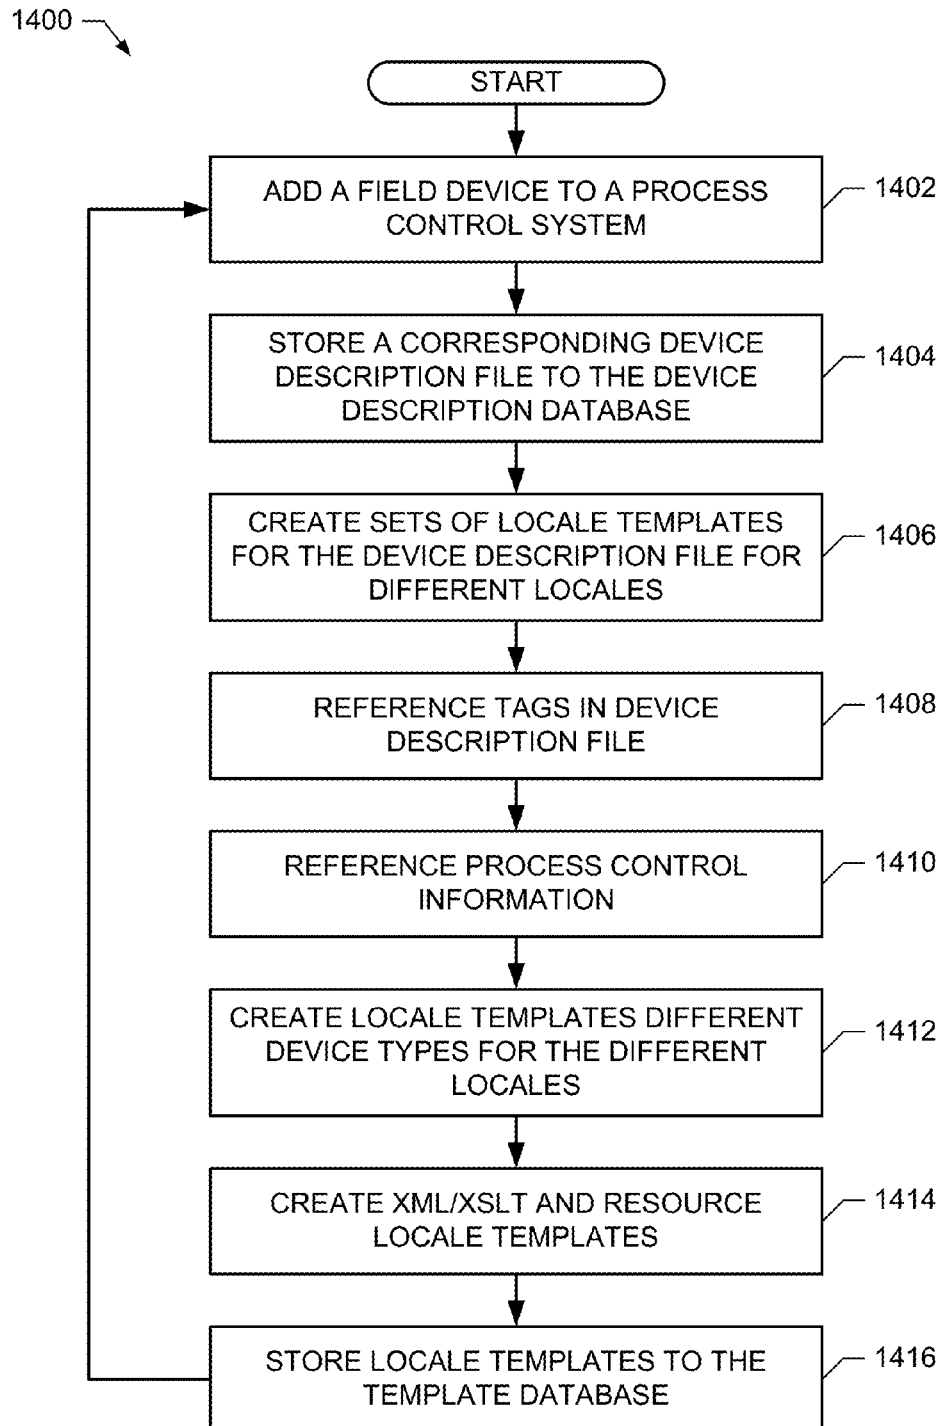 1400
START
ADD A FIELD DEVICE TO A PROCESS
CONTROL SYSTEM
1402
STORE A CORRESPONDING DEVICE
DESCRIPTION FILE TO THE DEVICE
DESCRIPTION DATABASE
1404
CREATE SETS OF LOCALE TEMPLATES
FOR THE DEVICE DESCRIPTION FILE FOR
DIFFERENT LOCALES
1406
REFERENCE TAGS IN DEVICE
DESCRIPTION FILE
1408
REFERENCE PROCESS CONTROL
INFORMATION
1410
CREATE LOCALE TEMPLATES DIFFERENT
DEVICE TYPES FOR THE DIFFERENT
LOCALES
1412
CREATE XML/XSLT AND RESOURCE
LOCALE TEMPLATES
1414
STORE LOCALE TEMPLATES TO THE
TEMPLATE DATABASE
1416